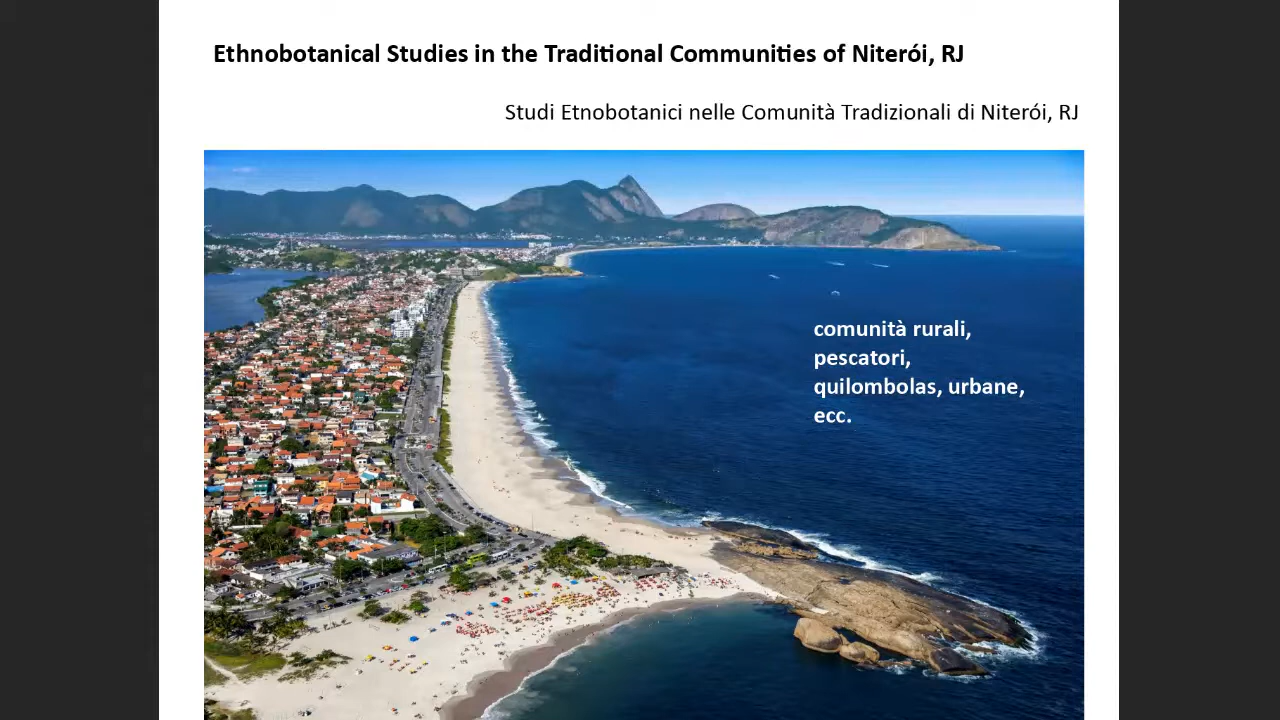 Ethnobotanical Studies in the Traditional Communities of Niterói, RJ
Studi Etnobotanici nelle Comunità Tradizionali di Niterói, RJ
comunità rurali,
pescatori,
quilombolas, urbane,
ecc.